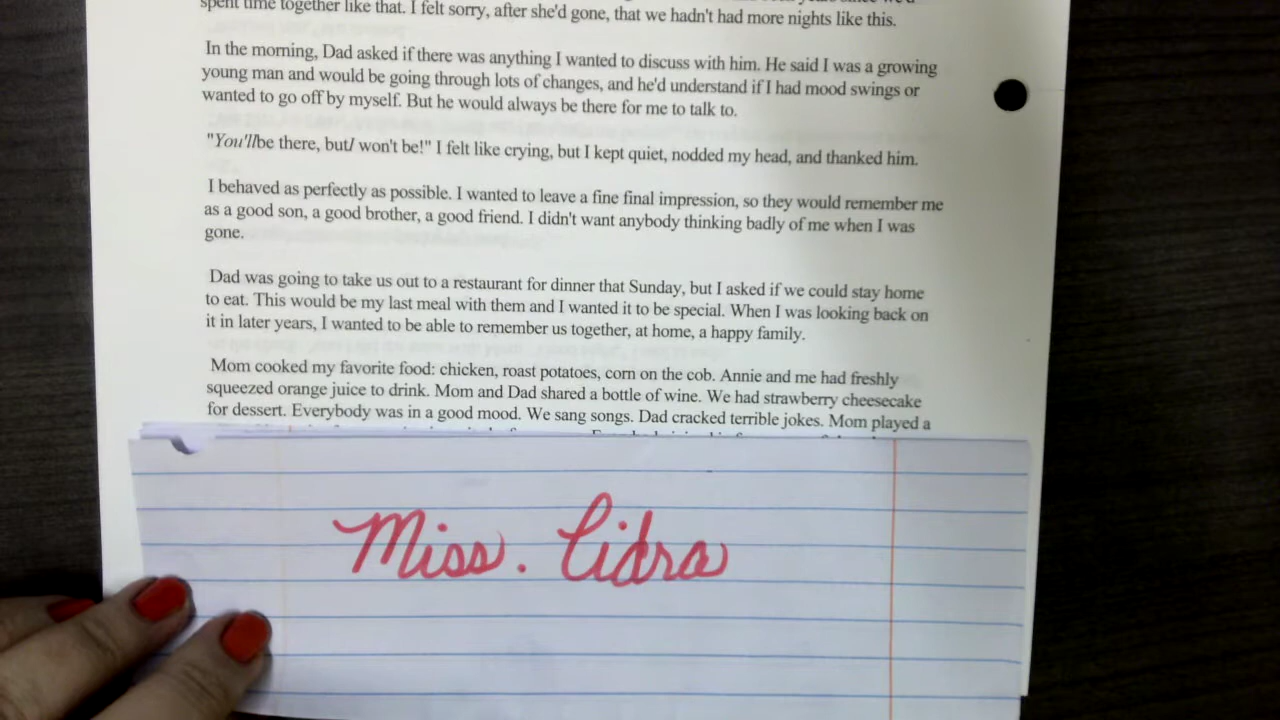 spent time together like that. I felt sorry, after she'd gone, that we hadn't had more nights like this.
In the morning, Dad asked if there was anything I wanted to discuss with him. He said I was a growing
young man and would be going through lots of changes, and he'd understand if I had mood swings or
wanted to go off by myself. But he would always be there for me to talk to.
"You'llbe there, butI won't be!" I felt like crying, but I kept quiet, nodded my head, and thanked him.
I behaved as perfectly as possible. I wanted to leave a fine final impression, so they would remember me
as a good son, a good brother, a good friend. I didn't want anybody thinking badly of me when I was
gone.
Dad was going to take us out to a restaurant for dinner that Sunday, but I asked if we could stay home
to eat. This would be my last meal with them and I wanted it to be special. When I was looking back on
it in later years, I wanted to be able to remember us together, at home, a happy family.
Mom cooked my favorite food: chicken, roast potatoes, corn on the cob. Annie and me had freshly
squeezed orange juice to drink. Mom and Dad shared a bottle of wine. We had strawberry cheesecake
for dessert. Everybody was in a good mood. We sang songs. Dad cracked terrible jokes. Mom played a
Miss. Cidra